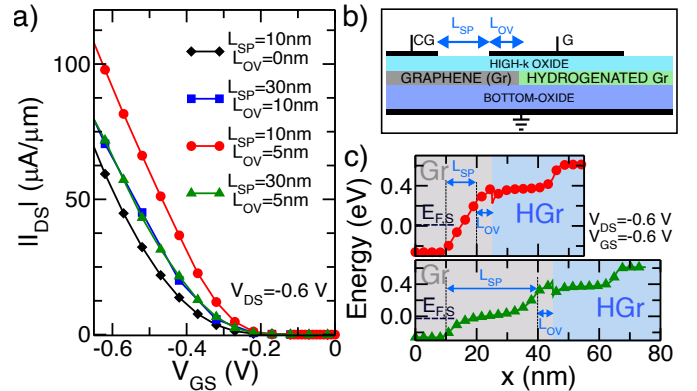 a)
|I_DS| (μA/μm)
100
50
0
-0.6
-0.4
-0.2
0
V_GS (V)
L_SP=10nm
L_OV=0nm
L_SP=30nm
L_OV=10nm
L_SP=10nm
L_OV=5nm
L_SP=30nm
L_OV=5nm
V_DS=-0.6 V
b)
L_SP
L_OV
CG
G
HIGH-k OXIDE
GRAPHENE (Gr)
HYDROGENATED Gr
BOTTOM-OXIDE
c)
Energy (eV)
0.4
0.0
Gr
L_SP
E_F,S
L_OV
HGr
V_DS=-0.6 V
V_GS=-0.6 V
0.4
0.0
Gr
L_SP
E_F,S
L_OV
HGr
0
20
40
60
80
x (nm)